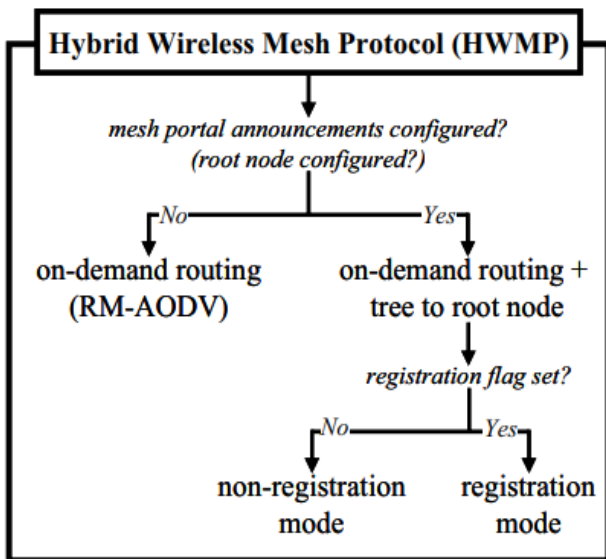 Hybrid Wireless Mesh Protocol (HWMP)
mesh portal announcements configured?
(root node configured?)
No
Yes
on-demand routing
(RM-AODV)
on-demand routing +
tree to root node
registration flag set?
No
Yes
non-registration
mode
registration
mode